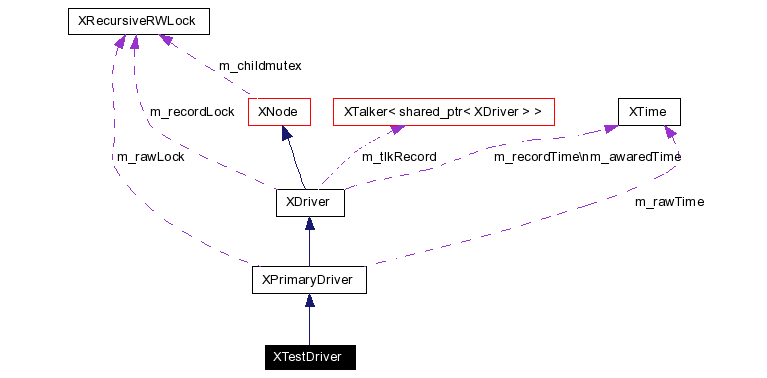 XRecursiveRWLock
m_childmutex
XNode
XTalker< shared_ptr< XDriver > >
XTime
m_recordLock
m_rawLock
m_tlkRecord
m_recordTime\nm_awaredTime
XDriver
m_rawTime
XPrimaryDriver
XTestDriver